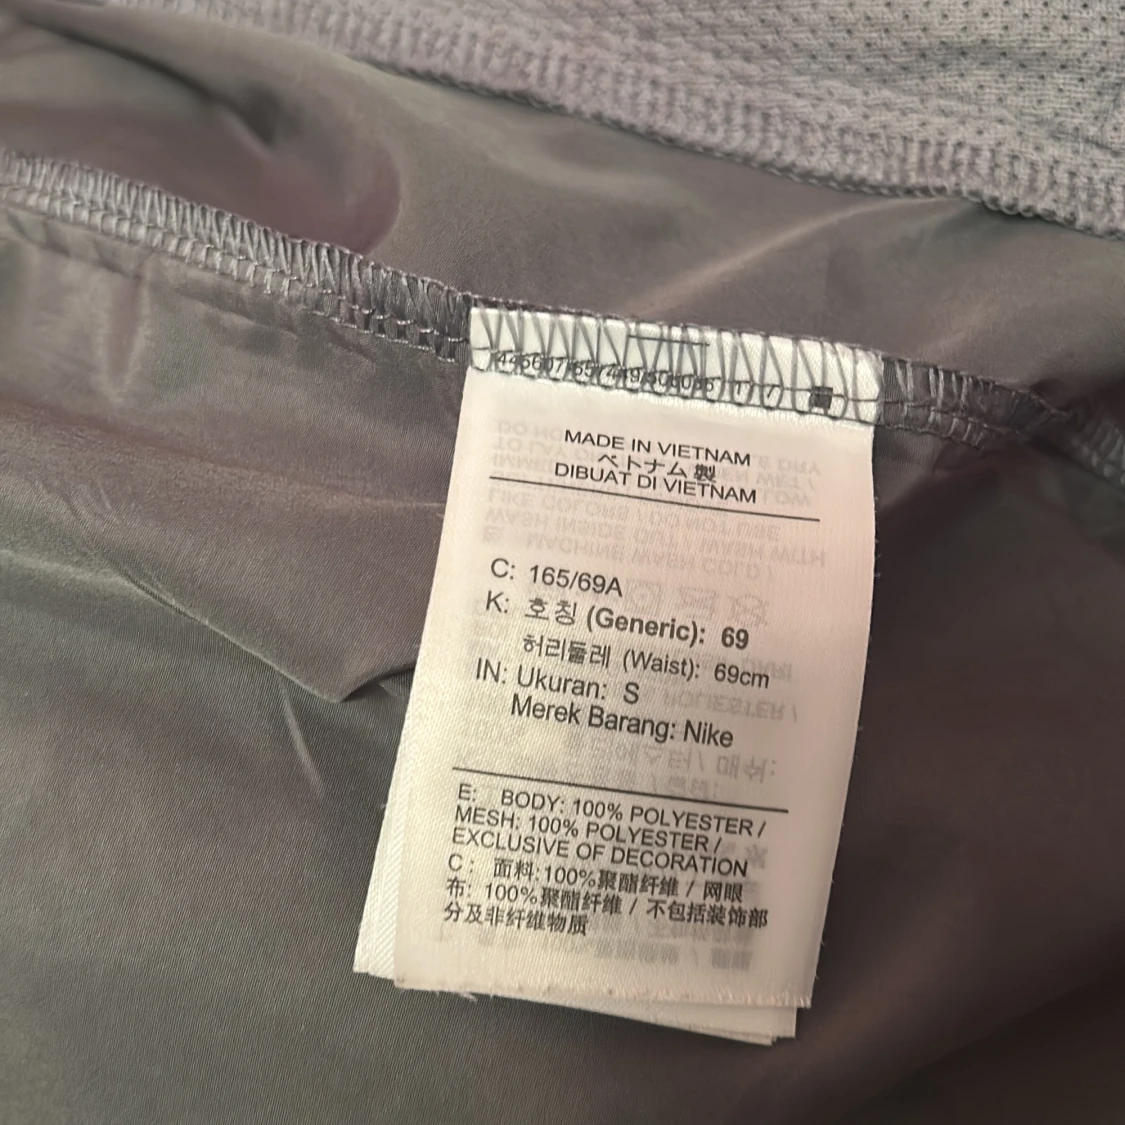 MADE IN VIETNAM
ベトナム製
DIBUAT DI VIETNAM
C: 165/69A
K: 호칭 (Generic): 69
허리둘레 (Waist): 69cm
IN: Ukuran: S
Merek Barang: Nike
E: BODY: 100% POLYESTER /
MESH: 100% POLYESTER /
EXCLUSIVE OF DECORATION
C: 面料: 100%聚酯纤维 / 网眼
布: 100%聚酯纤维 / 不包括装饰部
分及非纤维物质